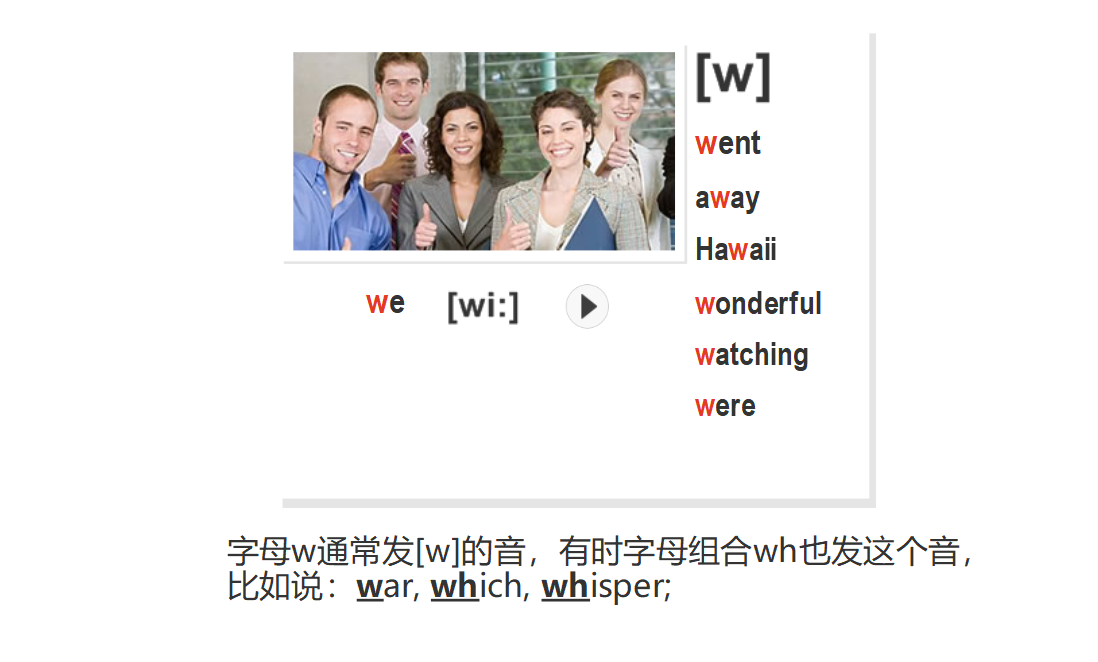 [w]
went
away
Hawaii
wonderful
watching
were
we [wi:]
字母w通常发[w]的音，有时字母组合wh也发这个音，
比如说：war, which, whisper;